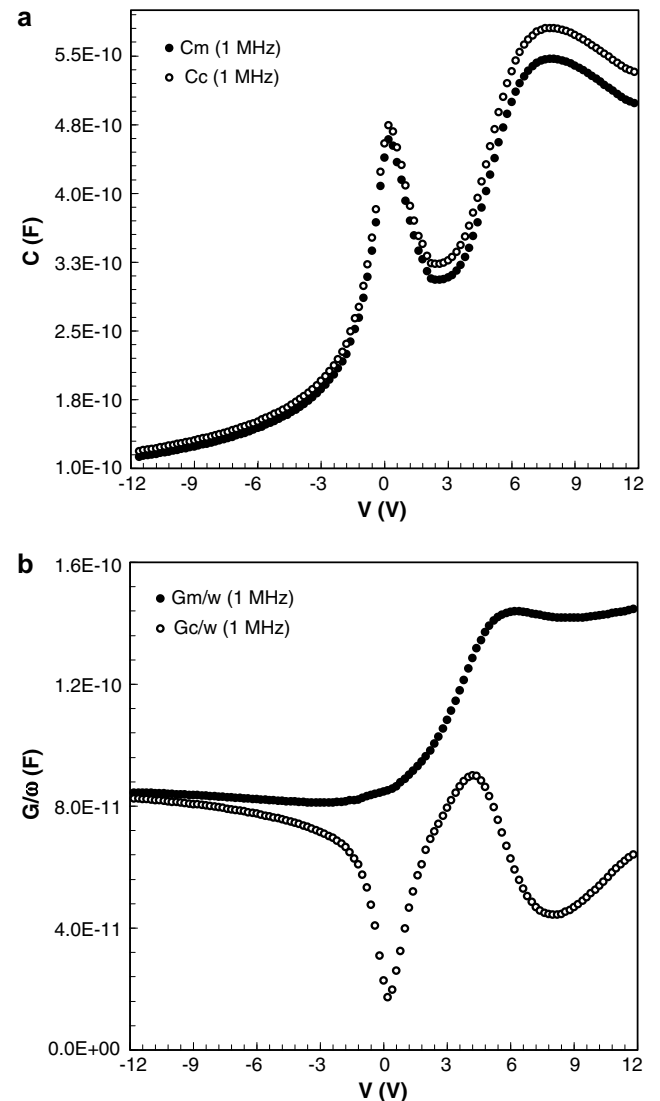 a
Cm (1 MHz)
Cc (1 MHz)
5.5E-10
4.8E-10
4.0E-10
3.3E-10
2.5E-10
1.8E-10
1.0E-10
C (F)
-12 -9 -6 -3 0 3 6 9 12
V (V)
b
Gm/w (1 MHz)
Gc/w (1 MHz)
1.6E-10
1.2E-10
8.0E-11
4.0E-11
0.0E+00
G/ω (F)
-12 -9 -6 -3 0 3 6 9 12
V (V)